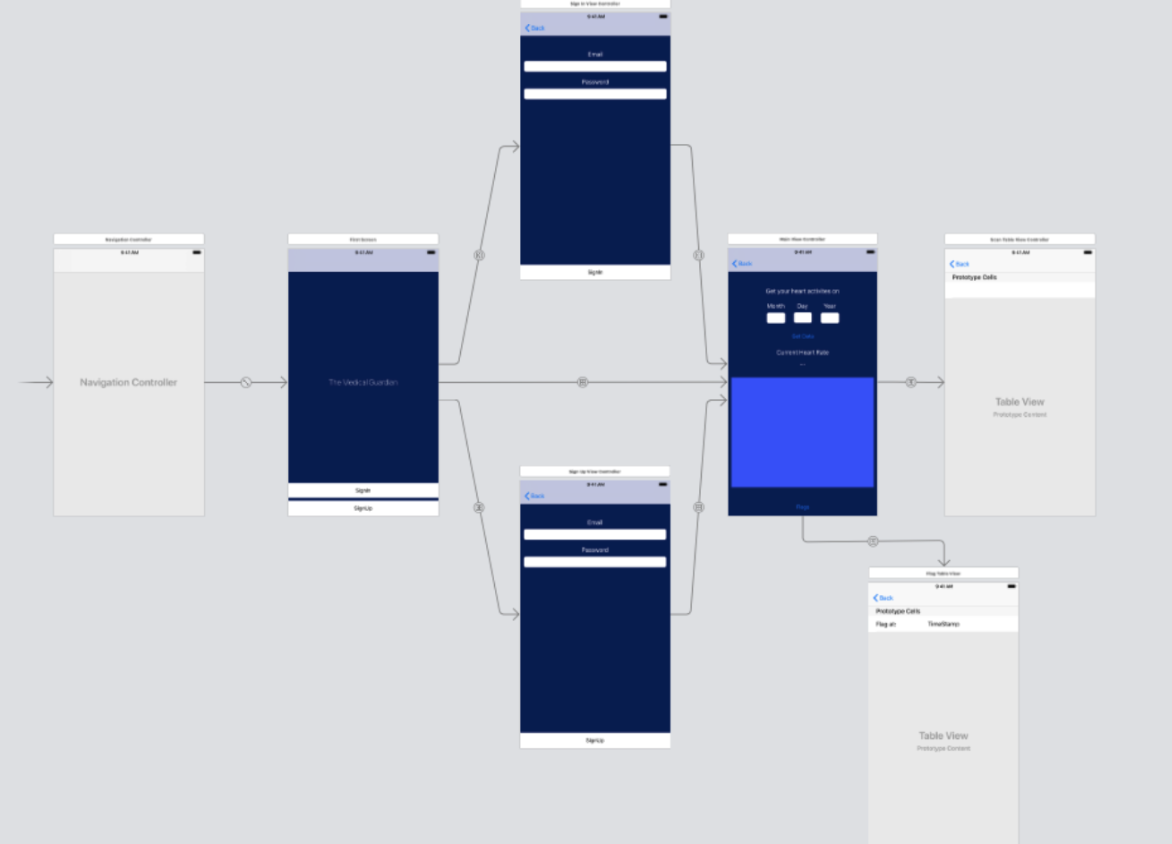 Sign In View Controller
9:41 AM
Back
Email
Password
SignIn
Navigation Controller
9:41 AM
Navigation Controller
First Screen
9:41 AM
The Medical Guardian
SignIn
SignUp
Main View Controller
9:41 AM
Back
Get your heart activities on
Month Day Year
Get Data
Current Heart Rate
Flags
Table View Controller
9:41 AM
Back
Prototype Cells
Table View
Prototype Content
Sign Up View Controller
9:41 AM
Back
Email
Password
SignUp
Flag Table View
9:41 AM
Back
Prototype Cells
Flag at: TimeStamp
Table View
Prototype Content